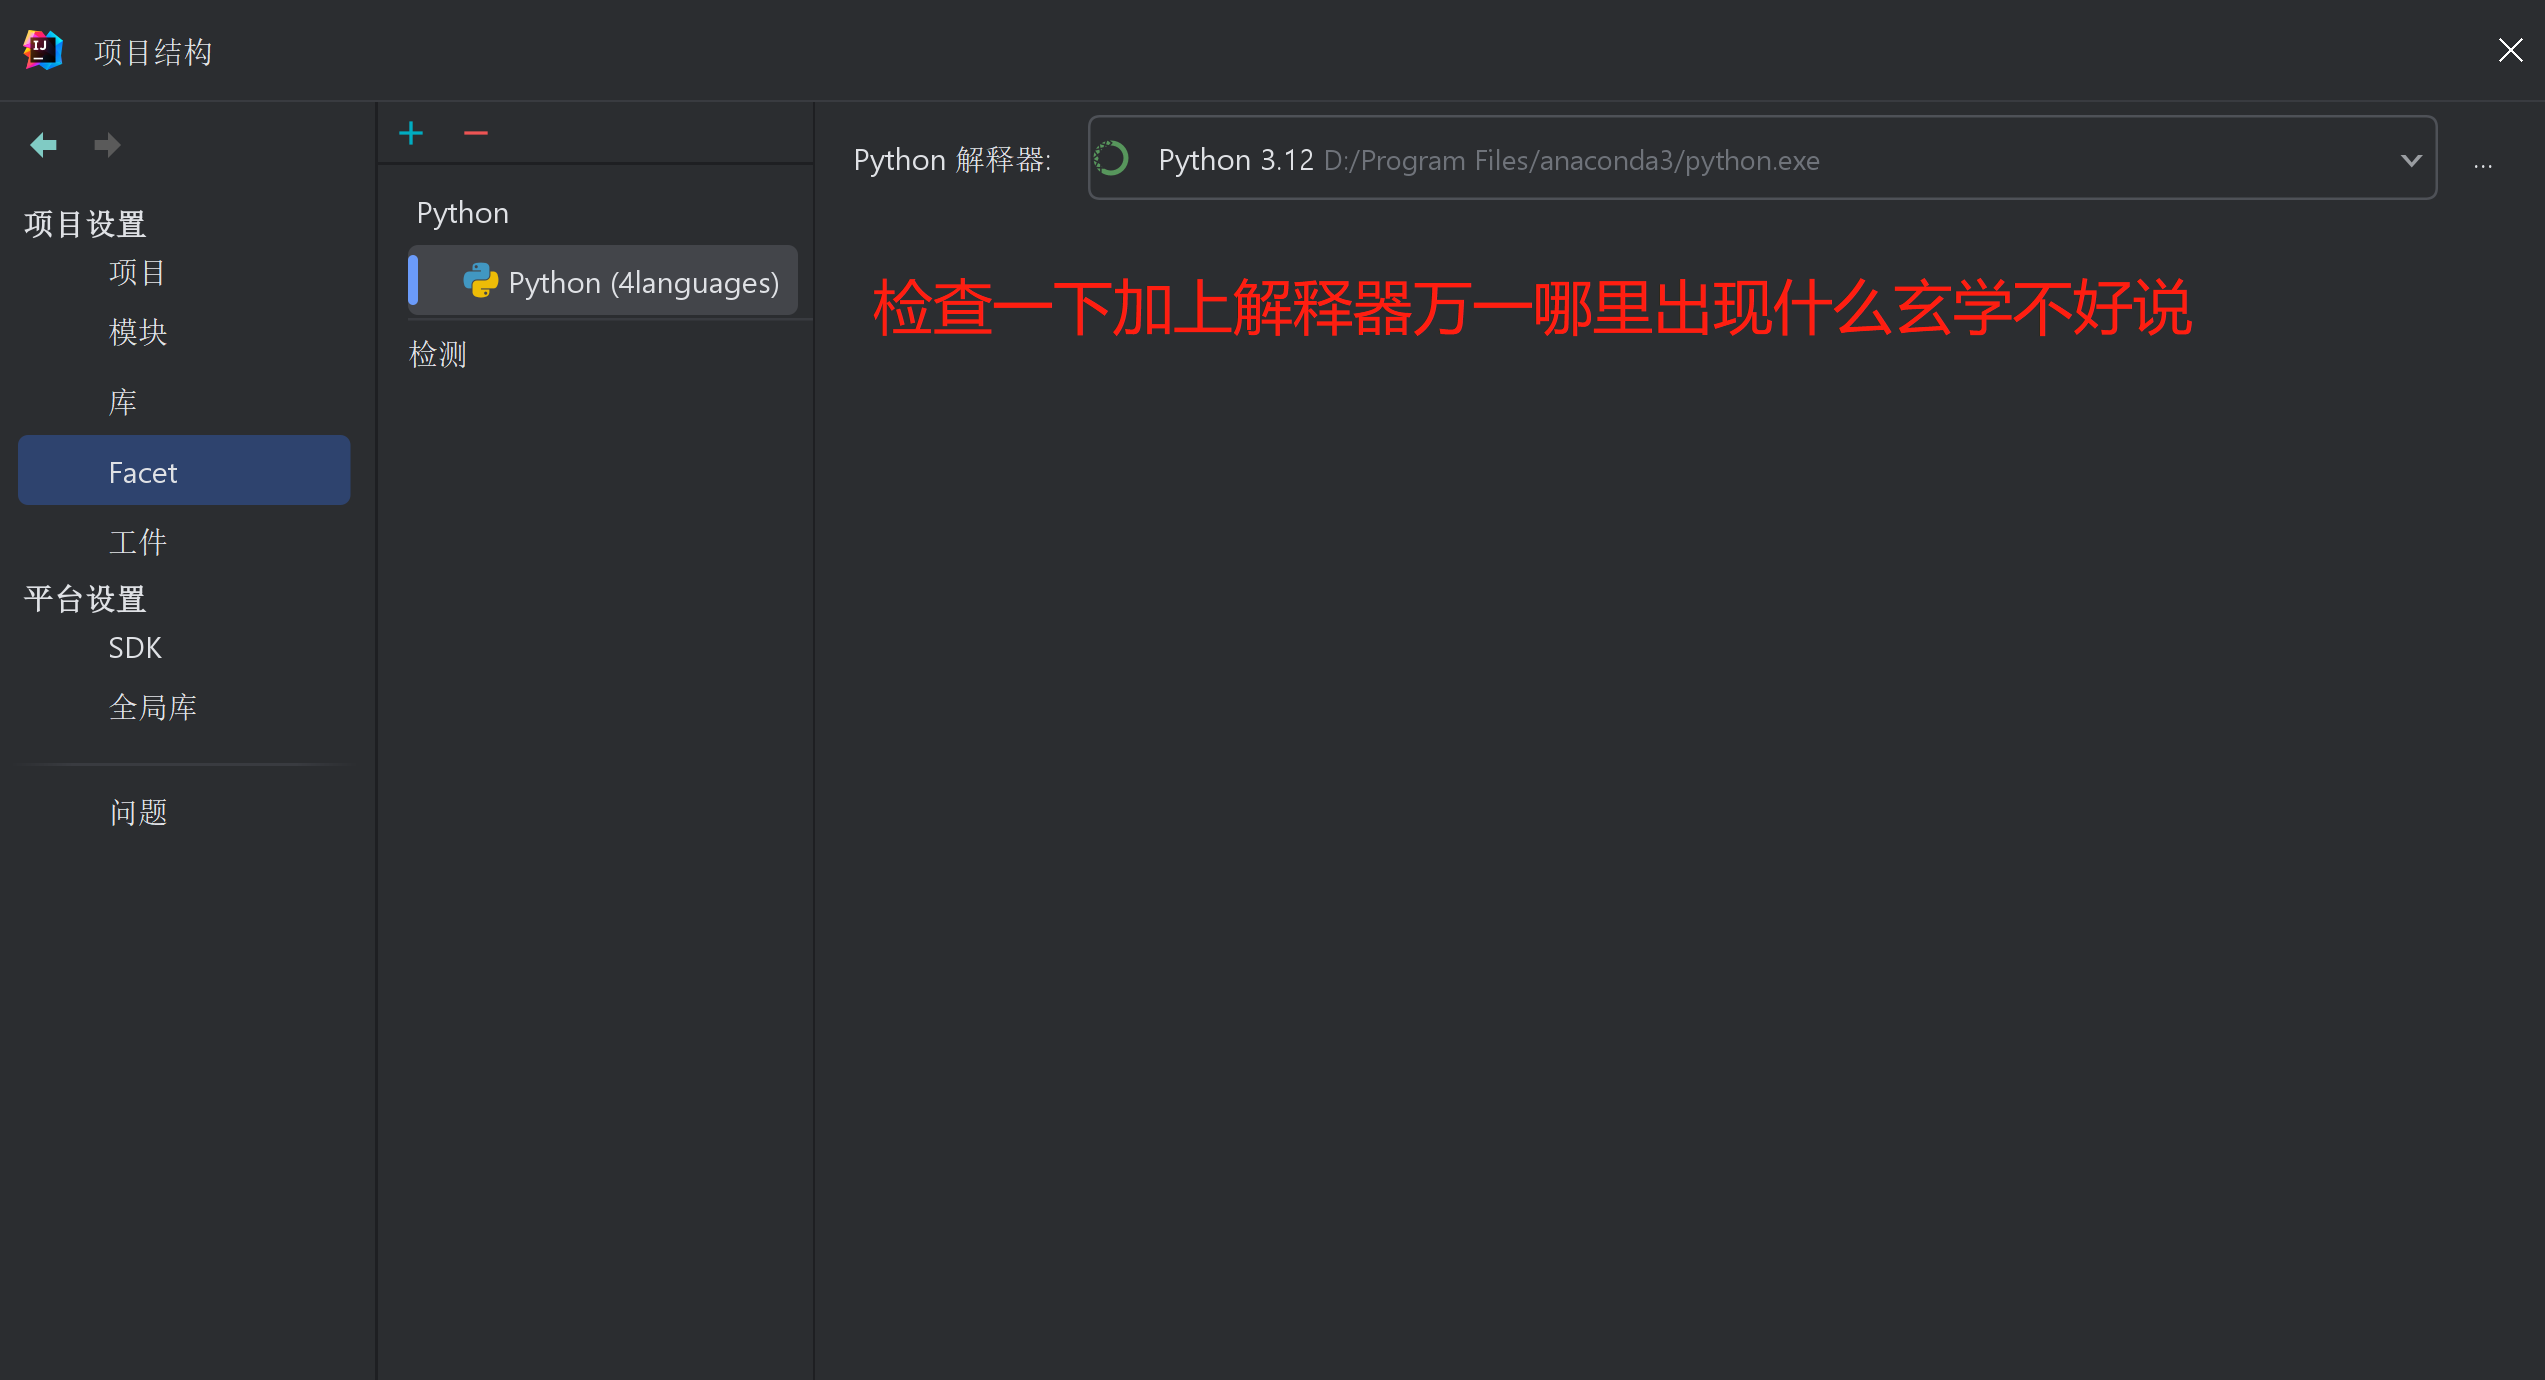 项目结构
项目设置
项目
模块
库
Facet
工件
平台设置
SDK
全局库
问题
Python
Python (4languages)
检测
Python 解释器: Python 3.12 D:/Program Files/anaconda3/python.exe ...
检查一下加上解释器万一哪里出现什么玄学不好说